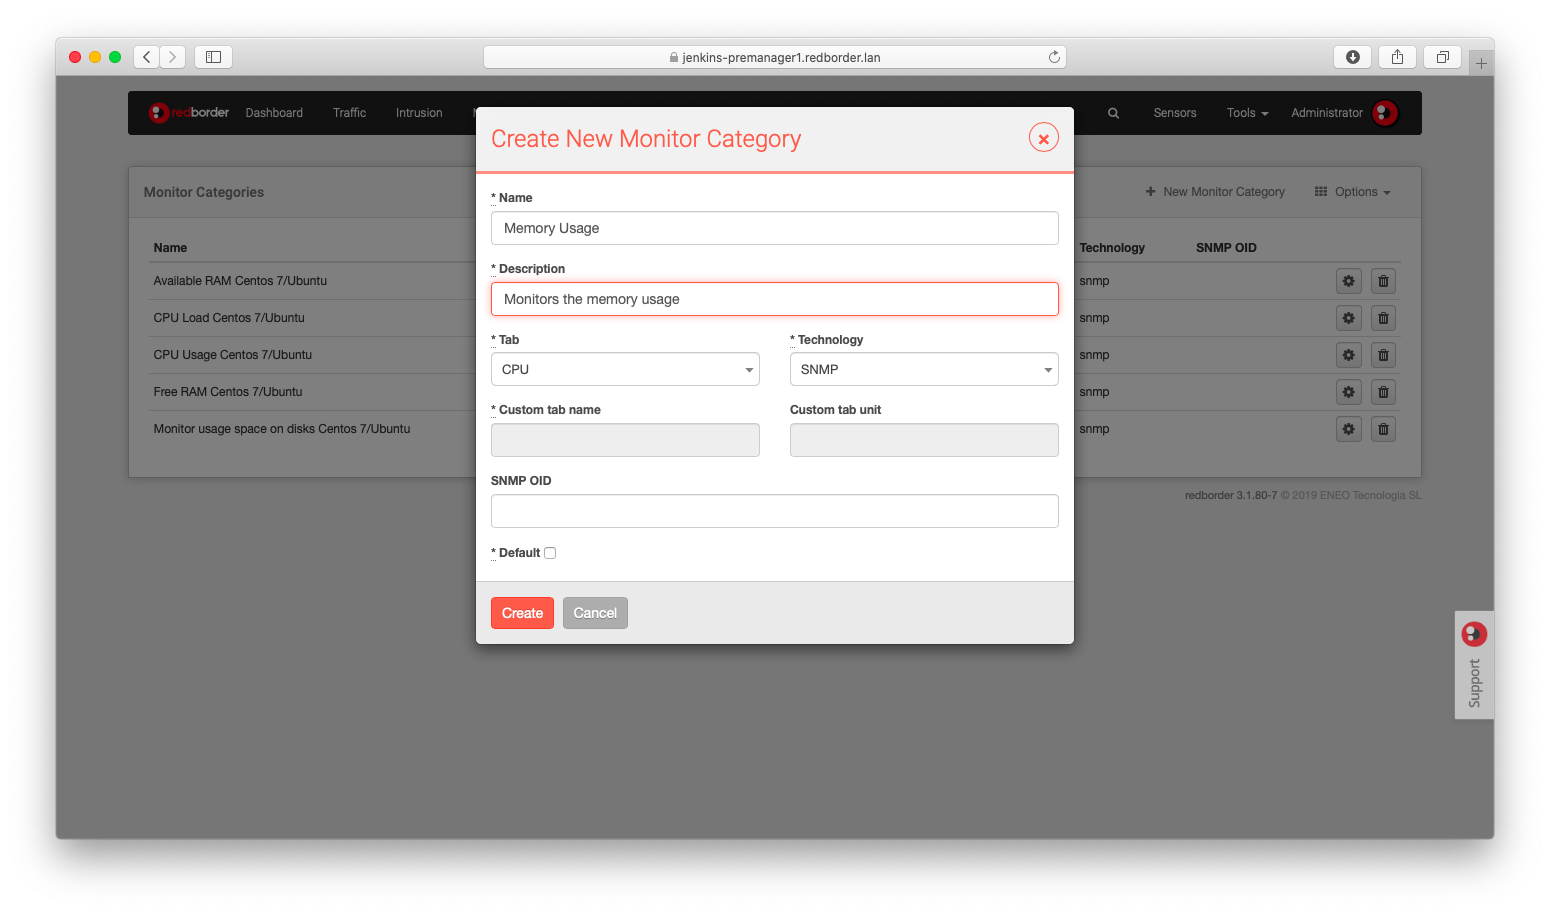 jenkins-premanager1.redborder.lan
redborder Dashboard Traffic Intrusion Sensors Tools Administrator
Create New Monitor Category
Monitor Categories
New Monitor Category Options
* Name
Memory Usage
Name Technology SNMP OID
* Description
Available RAM Centos 7/Ubuntu snmp
Monitors the memory usage
CPU Load Centos 7/Ubuntu snmp
* Tab * Technology
CPU Usage Centos 7/Ubuntu snmp
CPU SNMP
Free RAM Centos 7/Ubuntu snmp
* Custom tab name Custom tab unit
Monitor usage space on disks Centos 7/Ubuntu snmp
SNMP OID
redborder 3.1.80-7 © 2019 ENEO Tecnologia SL
* Default
Create Cancel
Support